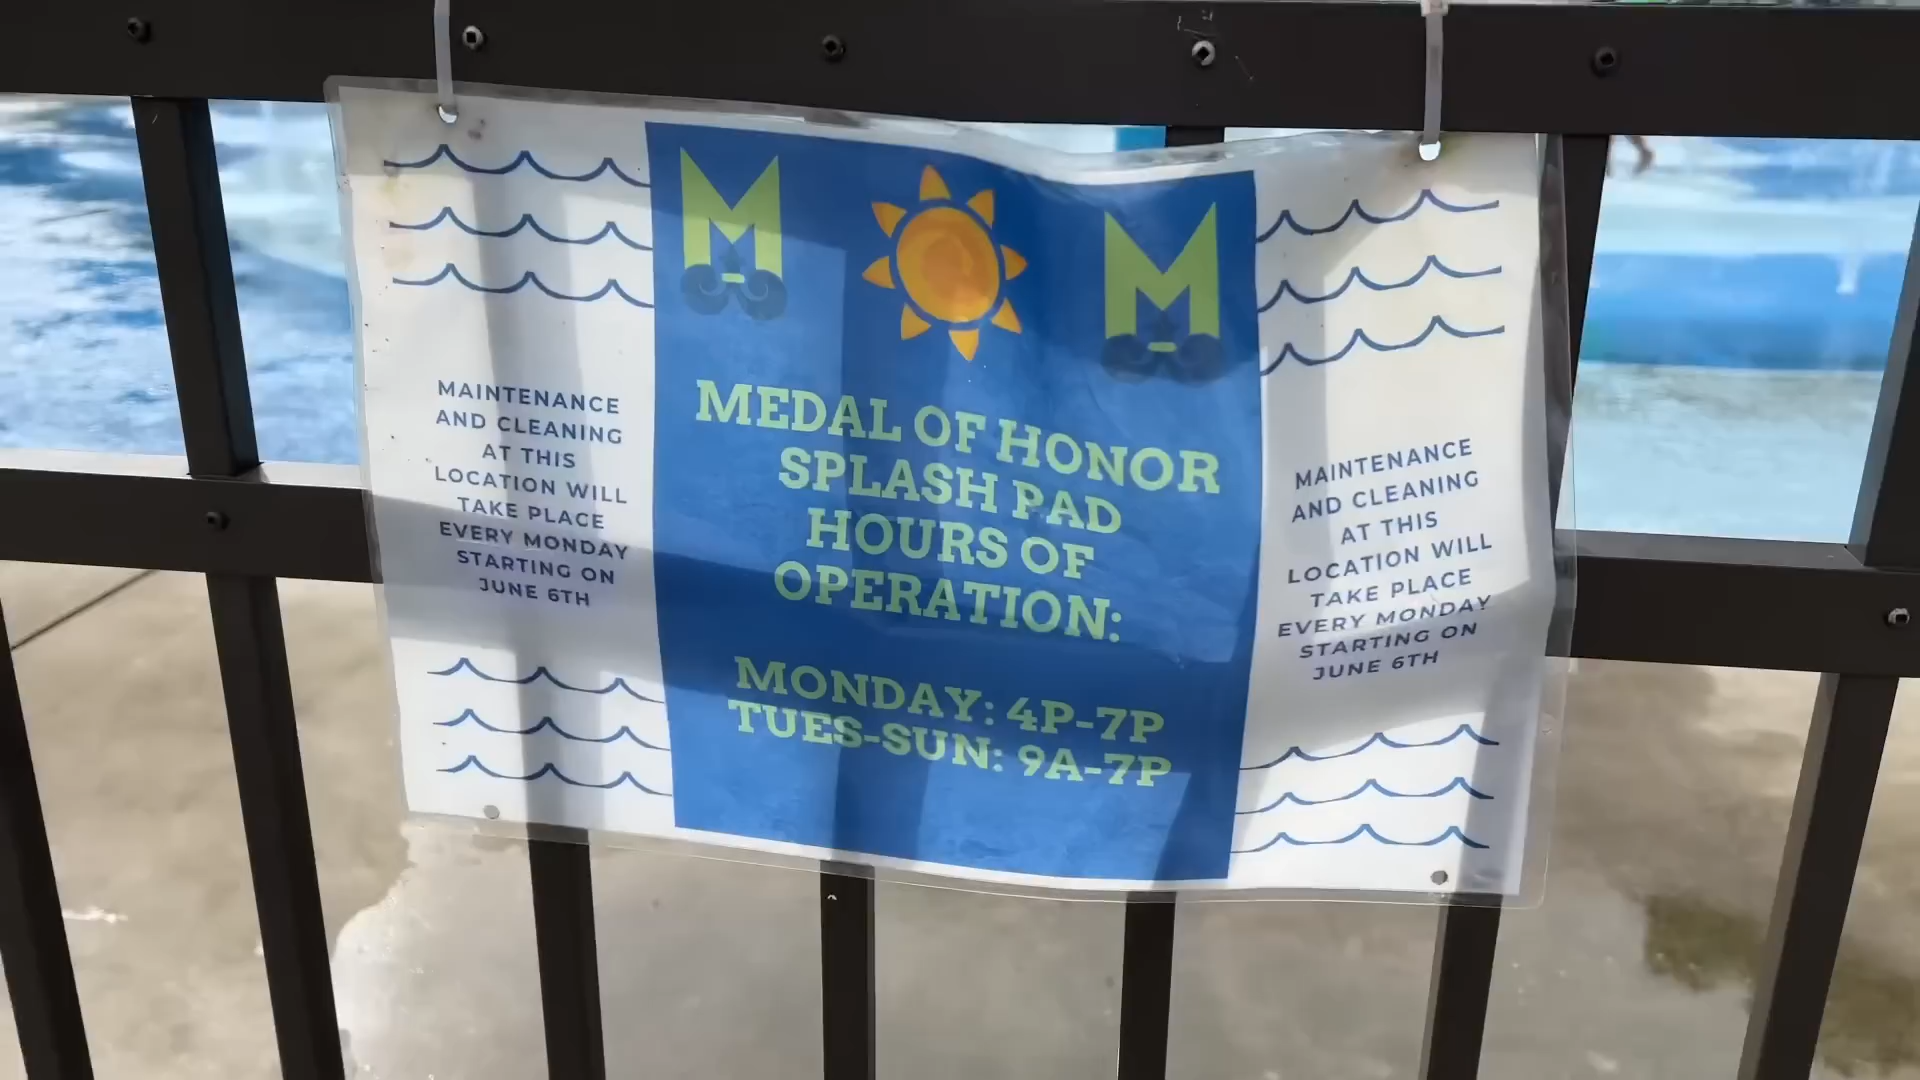 MAINTENANCE
AND CLEANING
AT THIS
LOCATION WILL
TAKE PLACE
EVERY MONDAY
STARTING ON
JUNE 6TH
M
M
MEDAL OF HONOR
SPLASH PAD
HOURS OF
OPERATION:
MONDAY: 4P-7P
TUES-SUN: 9A-7P
MAINTENANCE
AND CLEANING
AT THIS
LOCATION WILL
TAKE PLACE
EVERY MONDAY
STARTING ON
JUNE 6TH